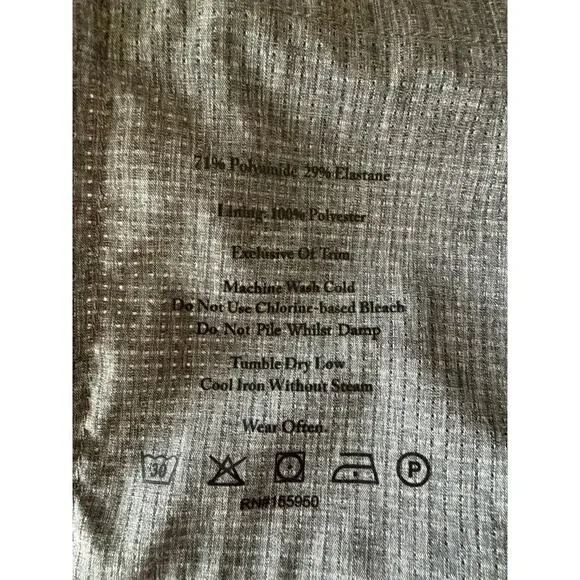 71% Polyamide 29% Elastane
Lining: 100% Polyester
Exclusive Of Trim
Machine Wash Cold
Do Not Use Chlorine-based Bleach
Do Not Pile Whilst Damp
Tumble Dry Low
Cool Iron Without Steam
Wear Often.
30 P
RN#155950